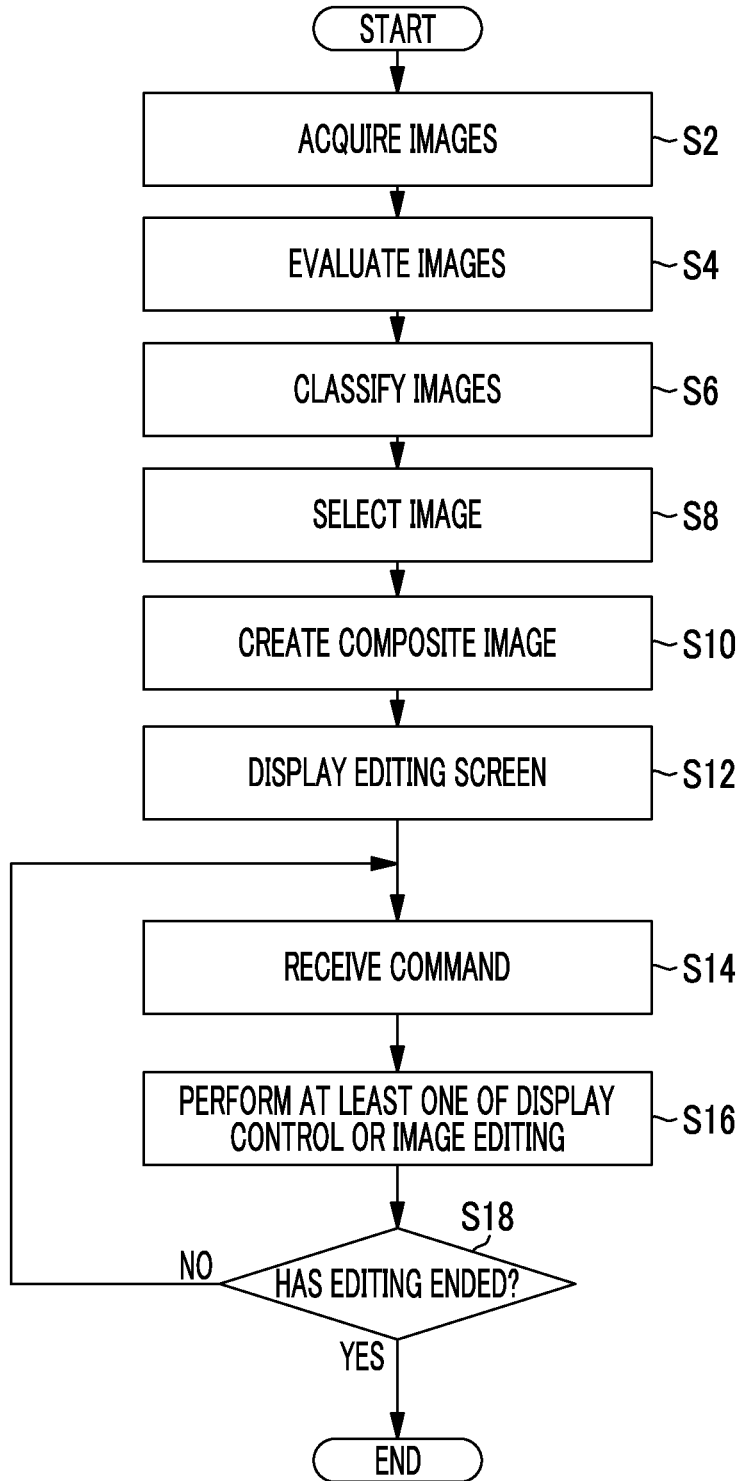 START
ACQUIRE IMAGES
S2
EVALUATE IMAGES
S4
CLASSIFY IMAGES
S6
SELECT IMAGE
S8
CREATE COMPOSITE IMAGE
S10
DISPLAY EDITING SCREEN
S12
RECEIVE COMMAND
S14
PERFORM AT LEAST ONE OF DISPLAY
CONTROL OR IMAGE EDITING
S16
S18
NO
HAS EDITING ENDED?
YES
END